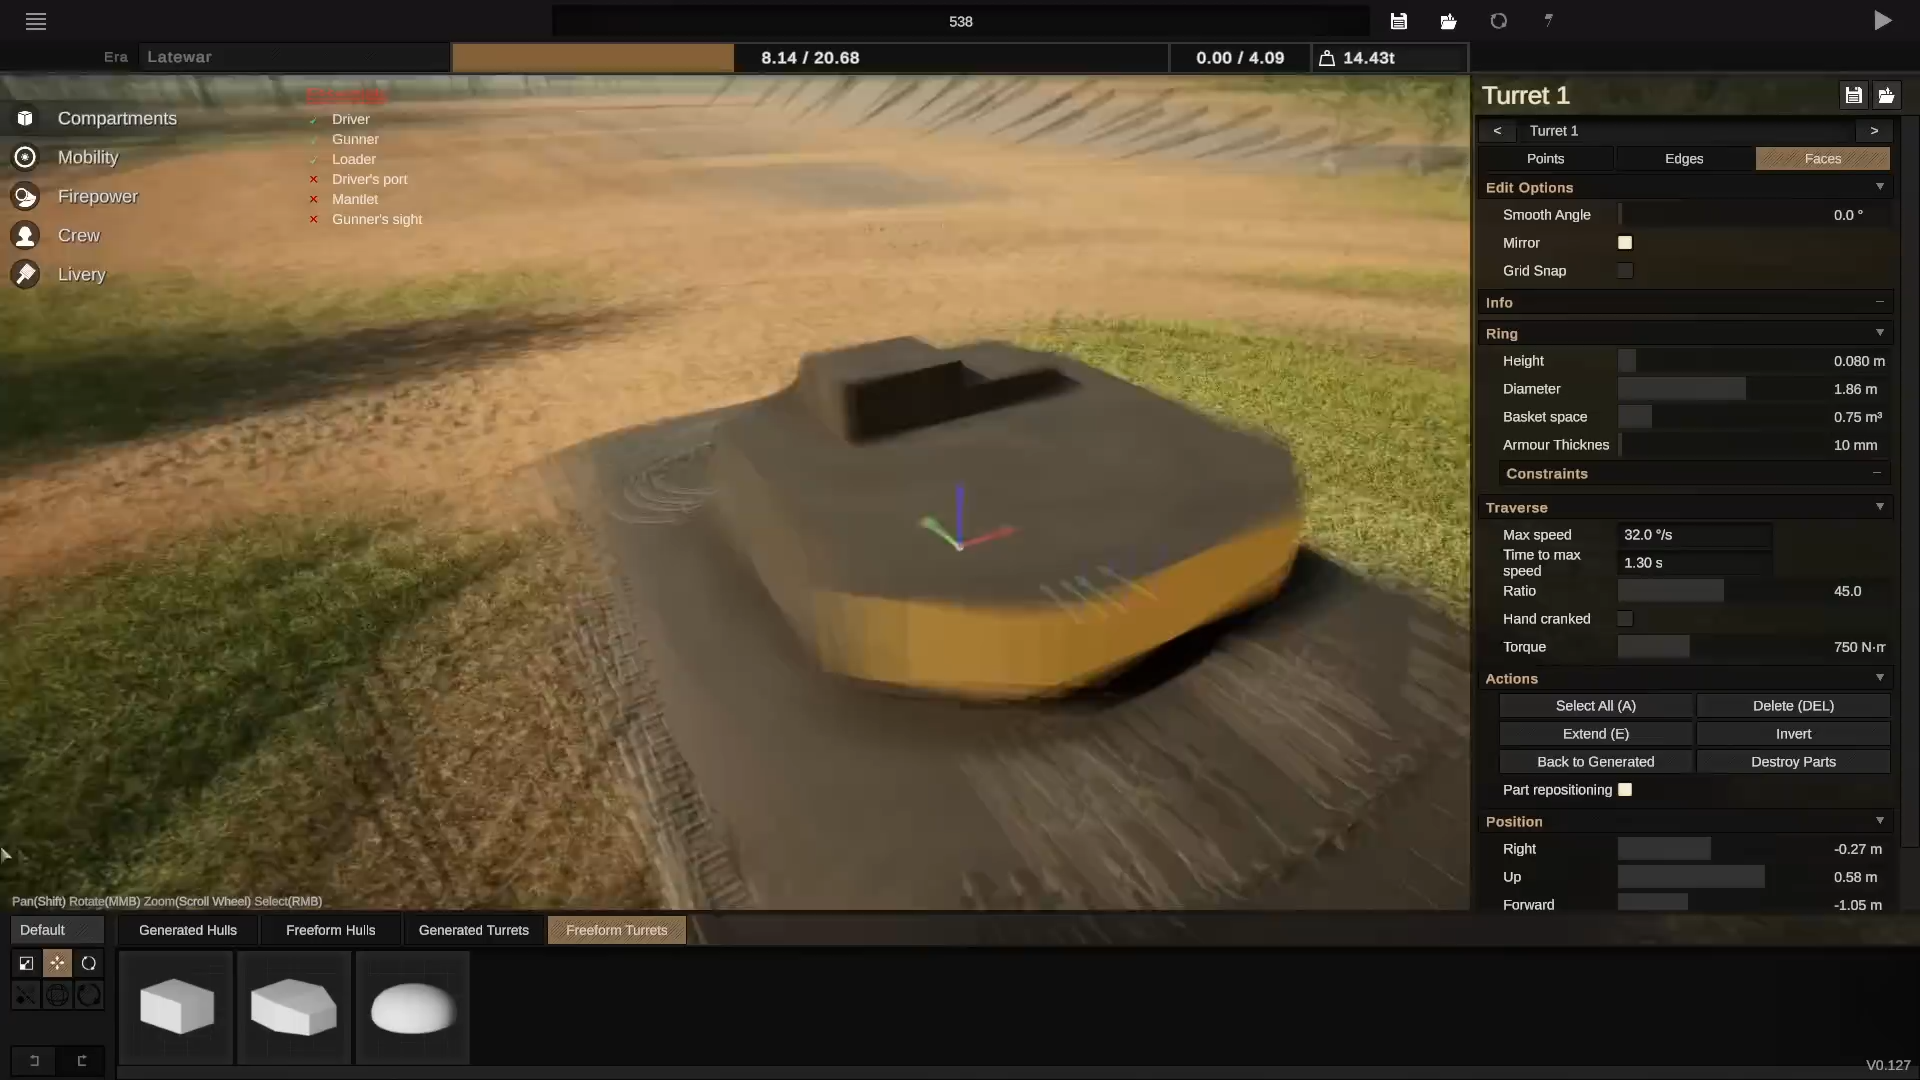 538
Era
Latewar
8.14 / 20.68
0.00 / 4.09
14.43t
Compartments
Mobility
Firepower
Crew
Livery
Driver
Gunner
Loader
Driver's port
Mantlet
Gunner's sight
Turret 1
<
Turret 1
>
Points
Edges
Faces
Edit Options
Smooth Angle
0.0 °
Mirror
Grid Snap
Info
Ring
Height
0.080 m
Diameter
1.86 m
Basket space
0.75 m³
Armour Thicknes
10 mm
Constraints
Traverse
Max speed
32.0 °/s
Time to max
speed
1.30 s
Ratio
45.0
Hand cranked
Torque
750 N·m
Actions
Select All (A)
Delete (DEL)
Extend (E)
Invert
Back to Generated
Destroy Parts
Part repositioning
Position
Right
-0.27 m
Up
0.58 m
Forward
-1.05 m
Pan(Shift) Rotate(MMB) Zoom(Scroll Wheel) Select(RMB)
Default
Generated Hulls
Freeform Hulls
Generated Turrets
Freeform Turrets
V0.127